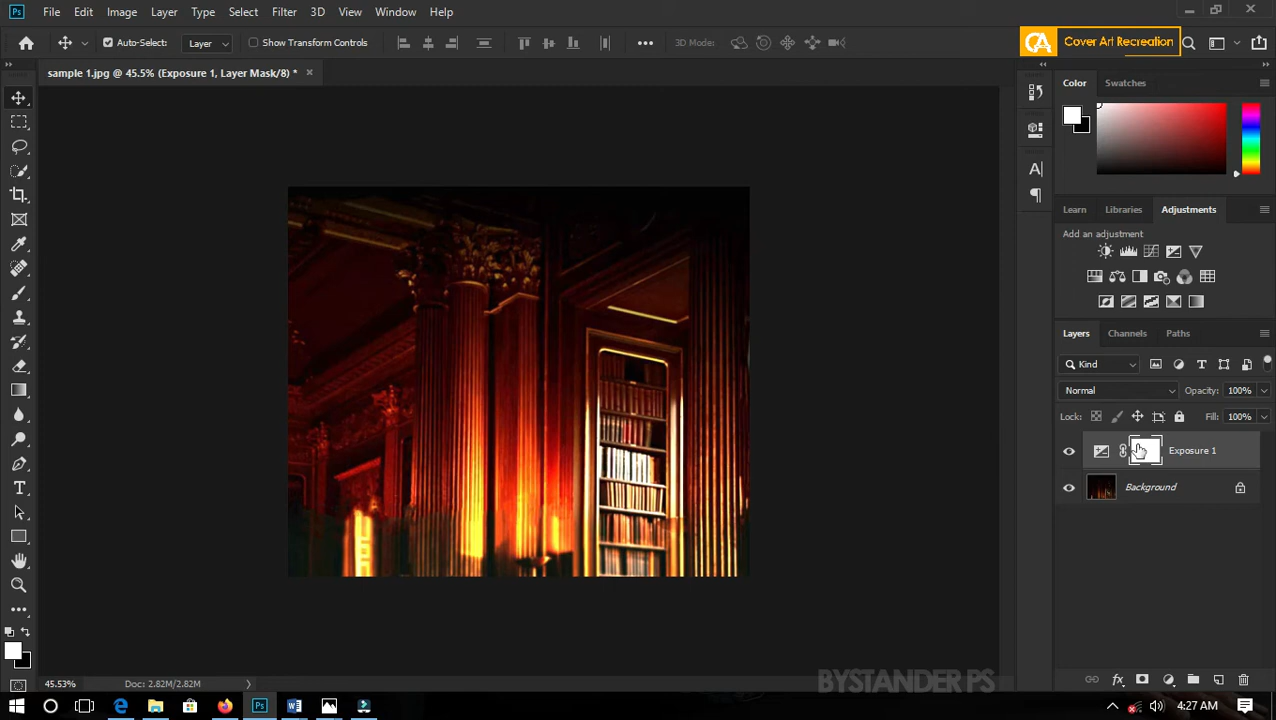 Ps File Edit Image Layer Type Select Filter 3D View Window Help
Auto-Select: Layer Show Transform Controls 3D Mode: CA Cover Art Recreation
sample 1.jpg @ 45.5% (Exposure 1, Layer Mask/8) *
Color Swatches
Learn Libraries Adjustments
Add an adjustment
Layers Channels Paths
Kind
Normal Opacity: 100%
Lock: Fill: 100%
Exposure 1
Background
45.53% Doc: 2.82M/2.82M
BYSTANDER PS
4:27 AM